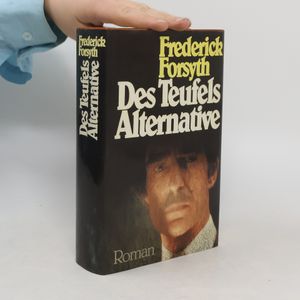 Frederick
Forsyth
Des Teufels
Alternative
Frederick
Forsyth
Des Teufels
Alternative
Roman